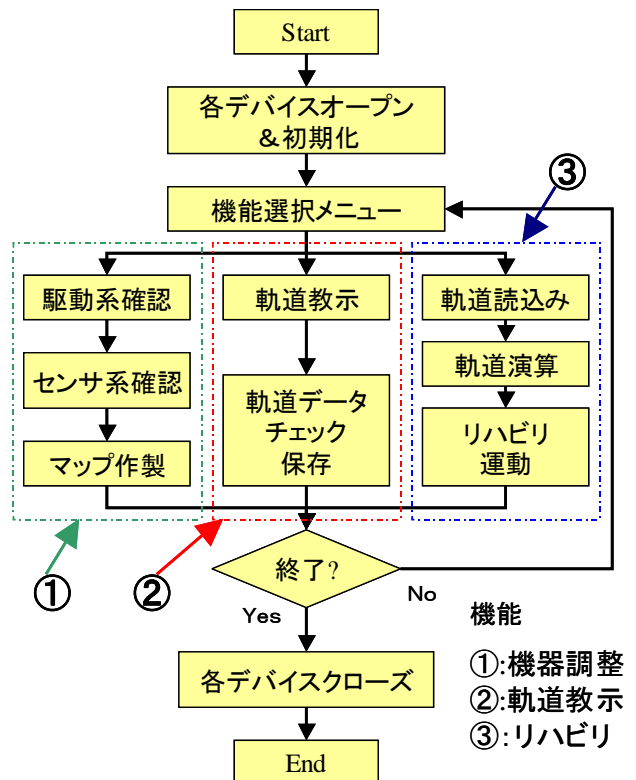 Start
各デバイスオープン
&初期化
③
機能選択メニュー
駆動系確認
軌道教示
軌道読込み
センサ系確認
軌道データ
チェック
保存
軌道演算
マップ作製
リハビリ
運動
①
②
終了?
Yes
No
各デバイスクローズ
End
機能
①:機器調整
②:軌道教示
③:リハビリ